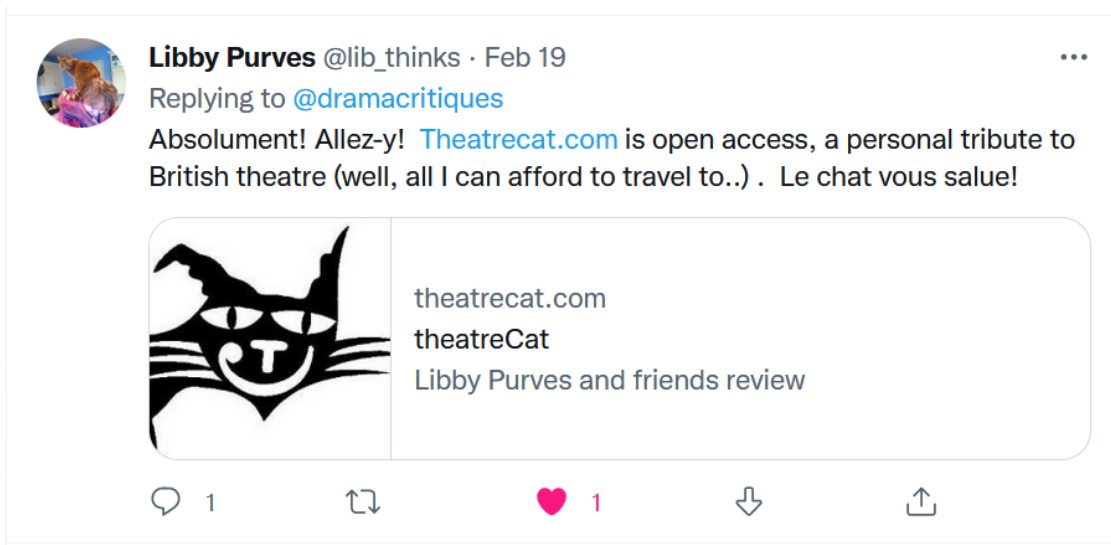 Libby Purves @lib_thinks · Feb 19
Replying to @dramacritiques
Absolument! Allez-y!  Theatrecat.com is open access, a personal tribute to
British theatre (well, all I can afford to travel to..) .  Le chat vous salue!
T
theatrecat.com
theatreCat
Libby Purves and friends review
1
1